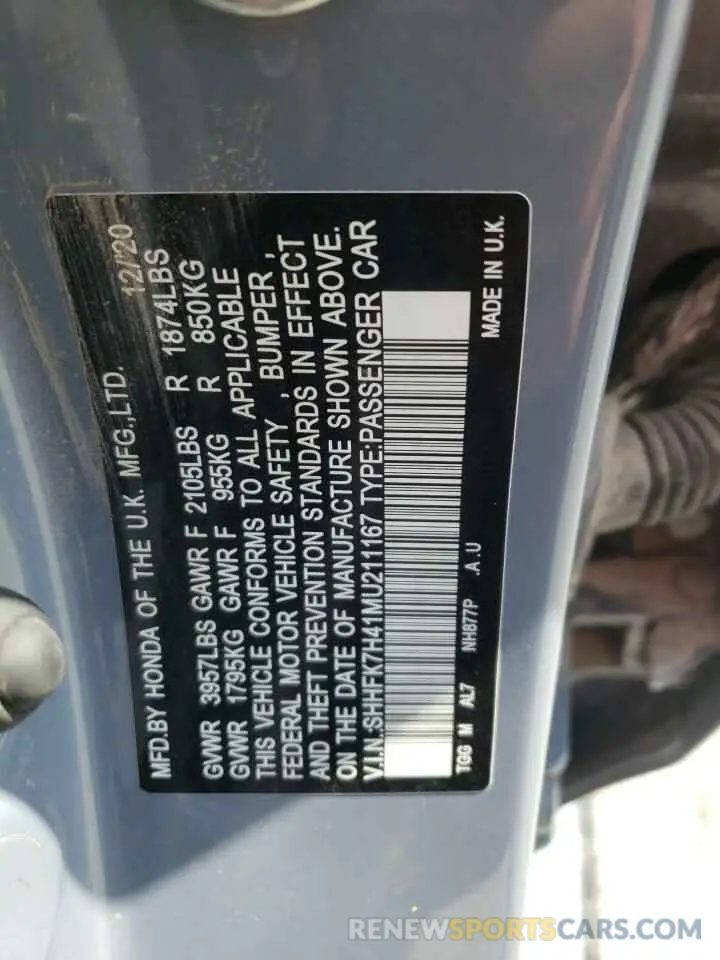 MFD.BY HONDA OF THE U.K. MFG.,LTD. 12/20
GVWR 3957LBS GAWR F 2105LBS R 1874LBS
GVWR 1795KG GAWR F 955KG R 850KG
THIS VEHICLE CONFORMS TO ALL APPLICABLE
FEDERAL MOTOR VEHICLE SAFETY , BUMPER ,
AND THEFT PREVENTION STANDARDS IN EFFECT
ON THE DATE OF MANUFACTURE SHOWN ABOVE.
V.I.N.:SHHFK7H41MU211167 TYPE:PASSENGER CAR
TGG M AL7 NH877P .A.U MADE IN U.K.
RENEWSPORTSCARS.COM